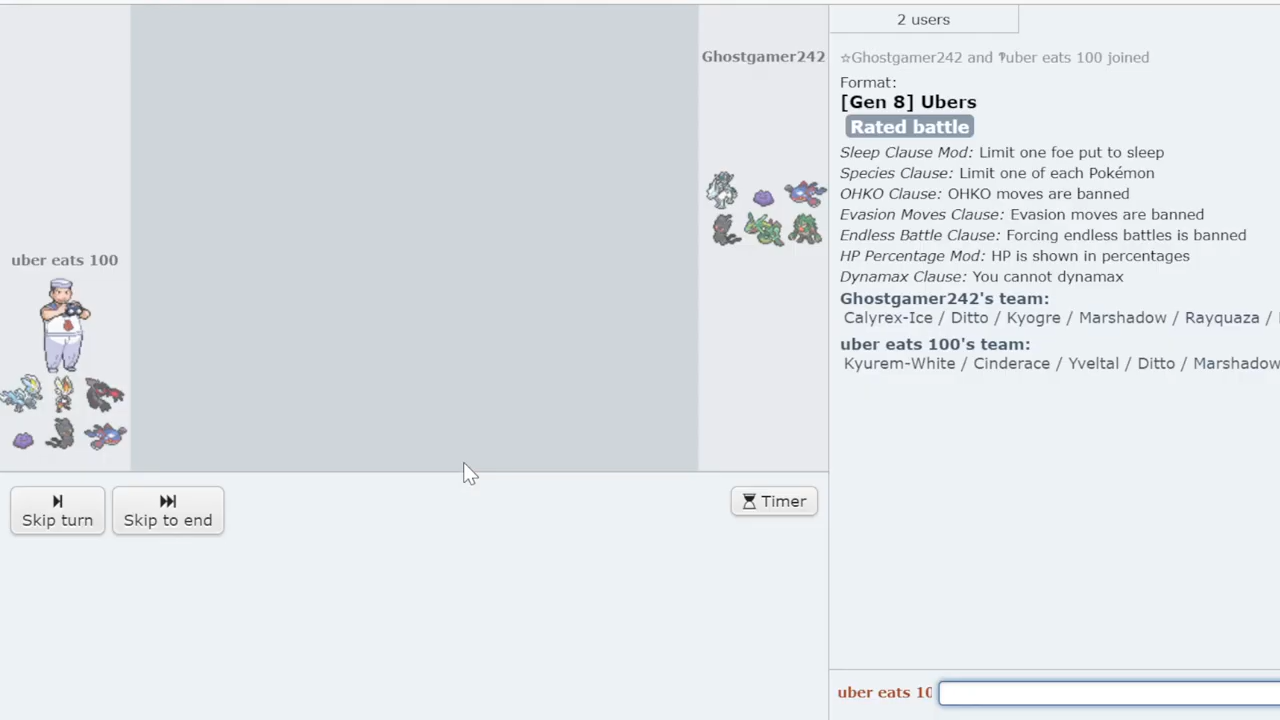 2 users
☆Ghostgamer242 and ‽uber eats 100 joined
Format:
[Gen 8] Ubers
Rated battle
Sleep Clause Mod: Limit one foe put to sleep
Species Clause: Limit one of each Pokémon
OHKO Clause: OHKO moves are banned
Evasion Moves Clause: Evasion moves are banned
Endless Battle Clause: Forcing endless battles is banned
HP Percentage Mod: HP is shown in percentages
Dynamax Clause: You cannot dynamax
Ghostgamer242's team:
Calyrex-Ice / Ditto / Kyogre / Marshadow / Rayquaza /
uber eats 100's team:
Kyurem-White / Cinderace / Yveltal / Ditto / Marshadow
Ghostgamer242
uber eats 100
Skip turn
Skip to end
Timer
uber eats 10